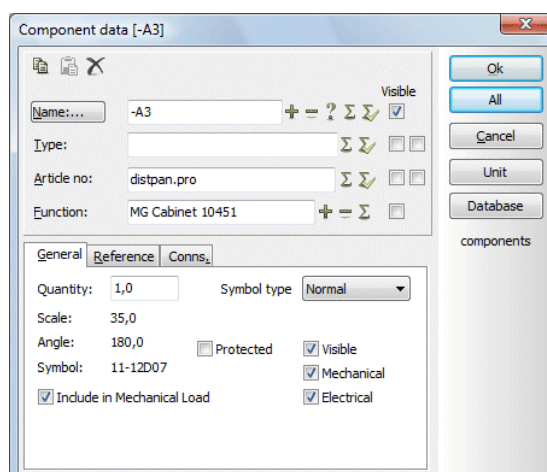 Component data [-A3]
Visible
Name:... -A3
Type:
Article no: distpan.pro
Function: MG Cabinet 10451
Ok
All
Cancel
Unit
Database
components
General Reference Conns.
Quantity: 1,0 Symbol type Normal
Scale: 35,0
Angle: 180,0 Protected Visible
Symbol: 11-12D07 Mechanical
Include in Mechanical Load Electrical